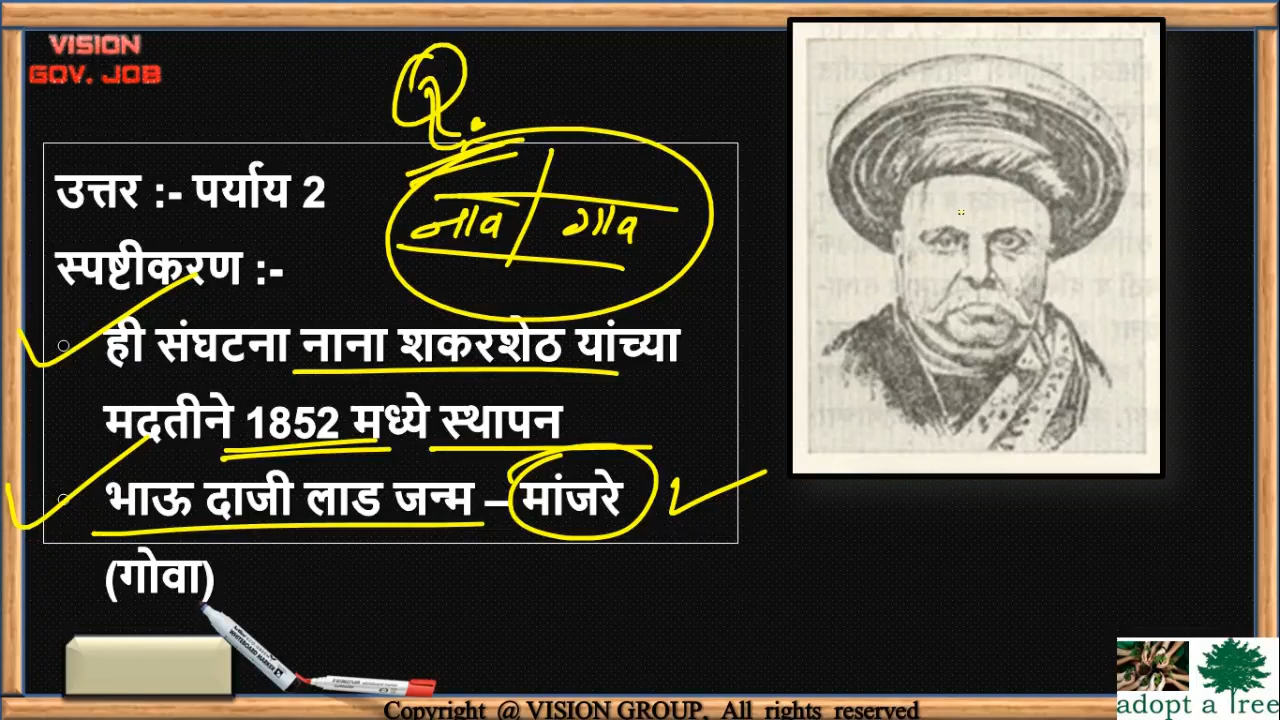 VISION
GOV. JOB
Q.
नाव / गाव
उत्तर :- पर्याय 2
स्पष्टीकरण :-
ही संघटना नाना शकरशेठ यांच्या
मदतीने 1852 मध्ये स्थापन
भाऊ दाजी लाड जन्म – मांजरे
(गोवा)
adopt a Tree
Copyright @ VISION GROUP, All rights reserved